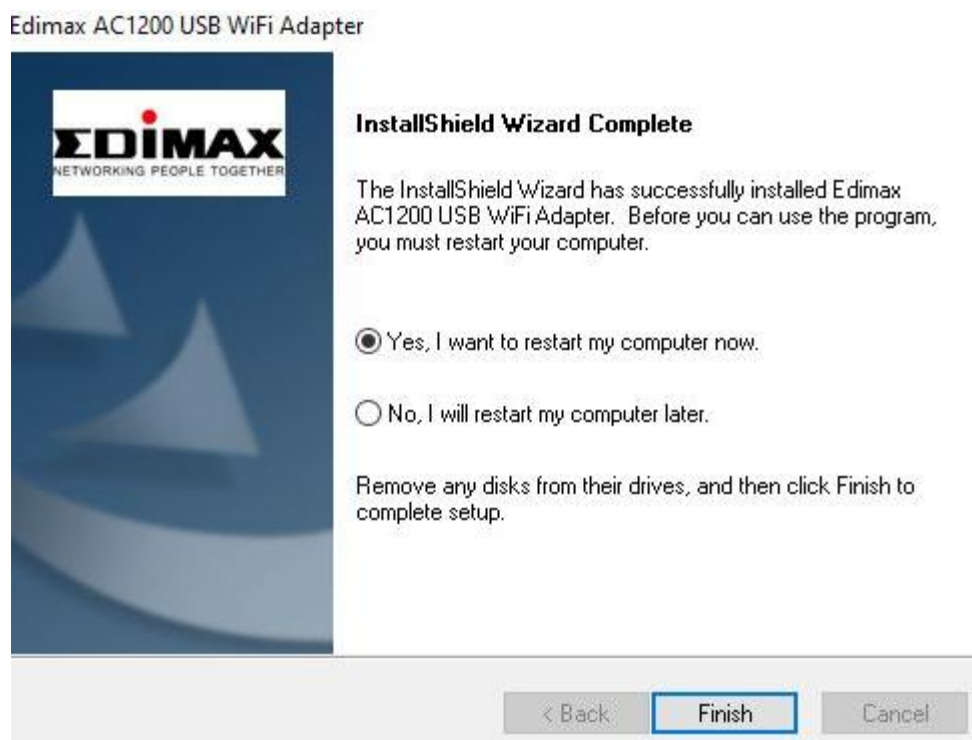 Edimax AC1200 USB WiFi Adapter
EDIMAX
NETWORKING PEOPLE TOGETHER
InstallShield Wizard Complete
The InstallShield Wizard has successfully installed Edimax
AC1200 USB WiFi Adapter. Before you can use the program,
you must restart your computer.
Yes, I want to restart my computer now.
No, I will restart my computer later.
Remove any disks from their drives, and then click Finish to
complete setup.
< Back
Finish
Cancel